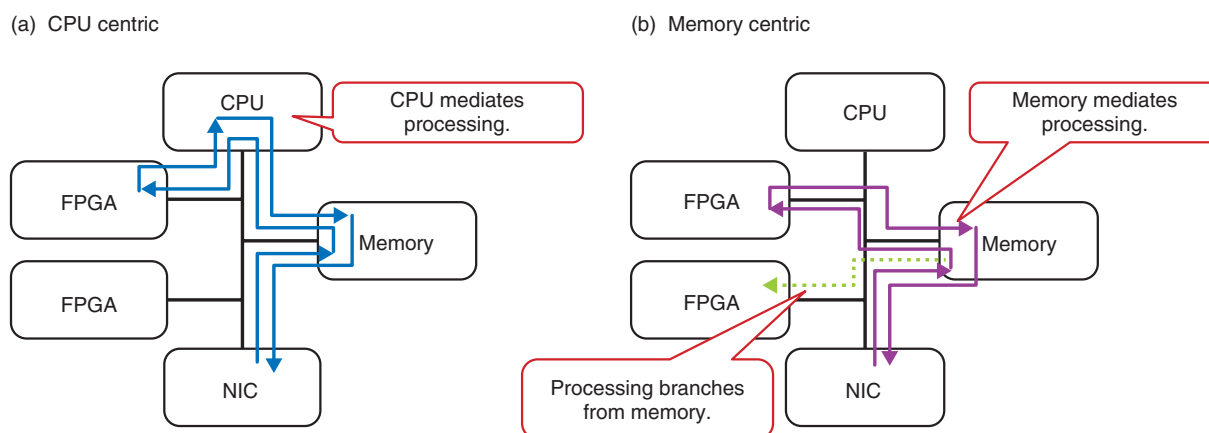 (a) CPU centric
CPU
CPU mediates
processing.
FPGA
Memory
FPGA
NIC
(b) Memory centric
CPU
Memory mediates
processing.
FPGA
Memory
FPGA
Processing branches
from memory.
NIC